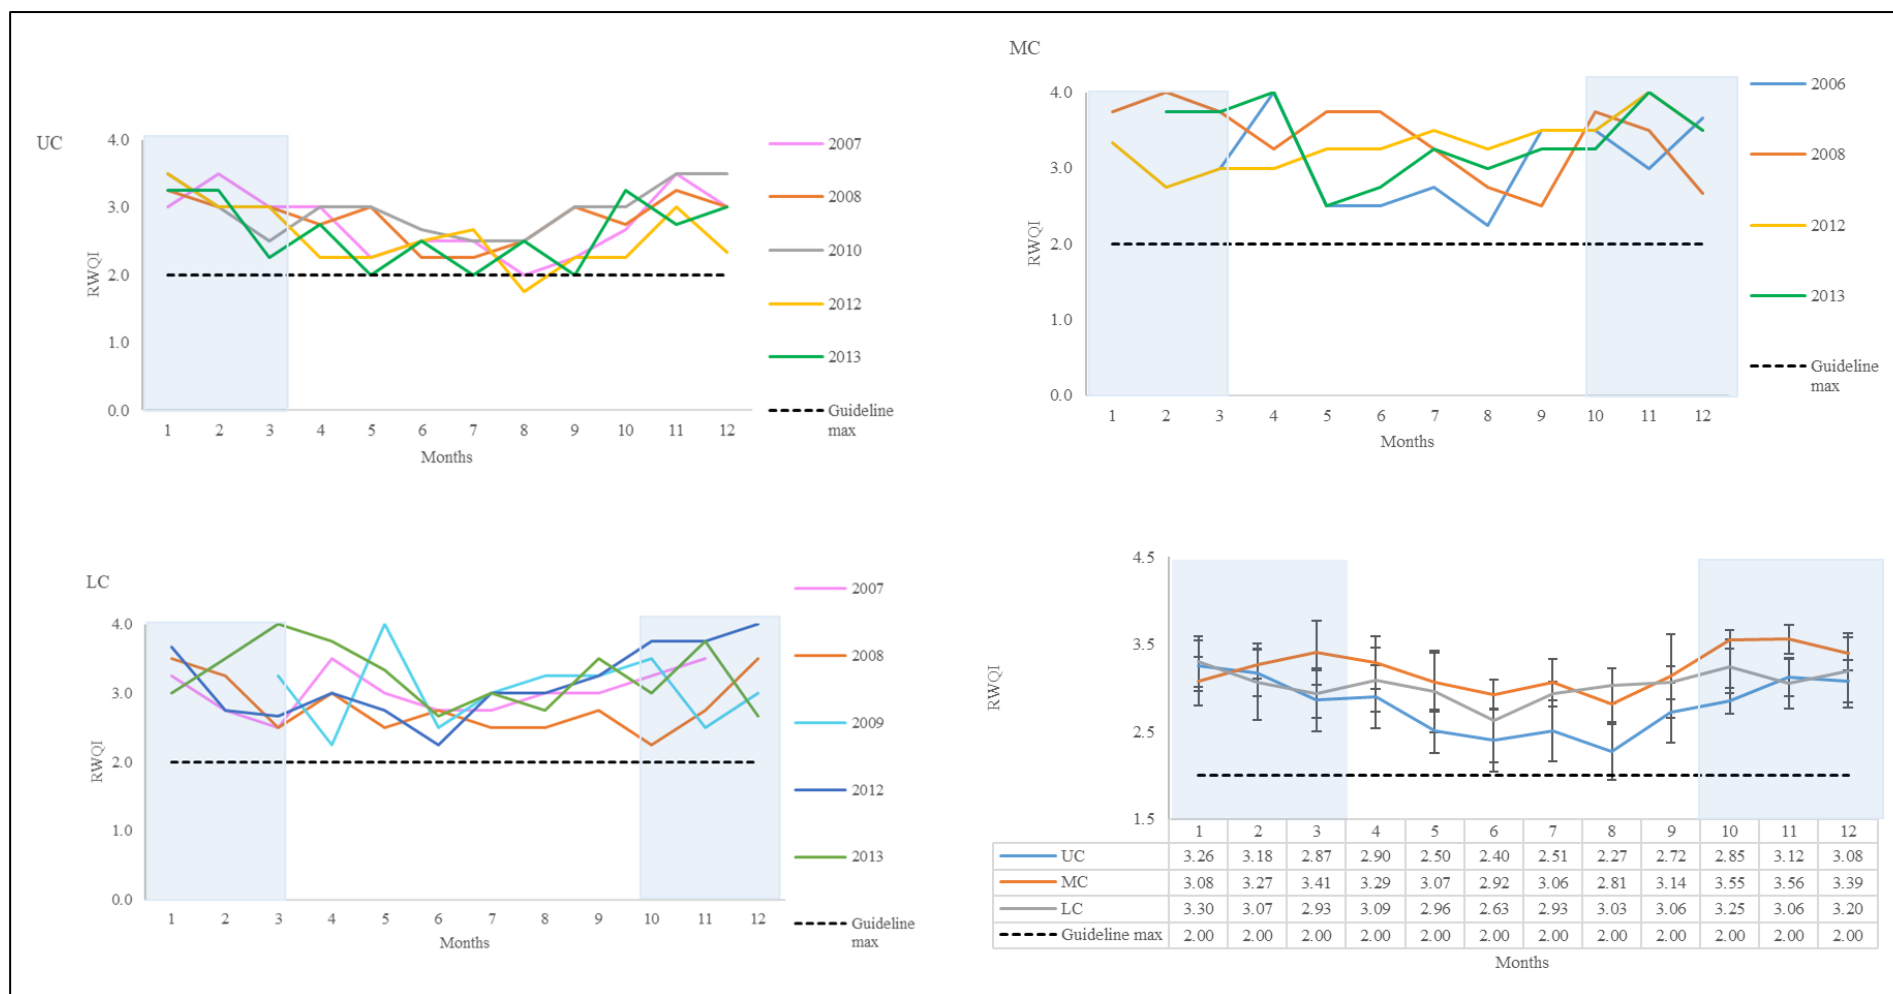 UC
4.0
3.0
2.0
1.0
0.0
RWQI
1 2 3 4 5 6 7 8 9 10 11 12
Months
2007
2008
2010
2012
2013
Guideline
max
MC
4.0
3.0
2.0
1.0
0.0
RWQI
1 2 3 4 5 6 7 8 9 10 11 12
Months
2006
2008
2012
2013
Guideline
max
LC
4.0
3.0
2.0
1.0
0.0
RWQI
1 2 3 4 5 6 7 8 9 10 11 12
Months
2007
2008
2009
2012
2013
Guideline
max
4.5
3.5
2.5
1.5
RWQI
1 2 3 4 5 6 7 8 9 10 11 12
UC 3.26 3.18 2.87 2.90 2.50 2.40 2.51 2.27 2.72 2.85 3.12 3.08
MC 3.08 3.27 3.41 3.29 3.07 2.92 3.06 2.81 3.14 3.55 3.56 3.39
LC 3.30 3.07 2.93 3.09 2.96 2.63 2.93 3.03 3.06 3.25 3.06 3.20
Guideline max 2.00 2.00 2.00 2.00 2.00 2.00 2.00 2.00 2.00 2.00 2.00 2.00
Months